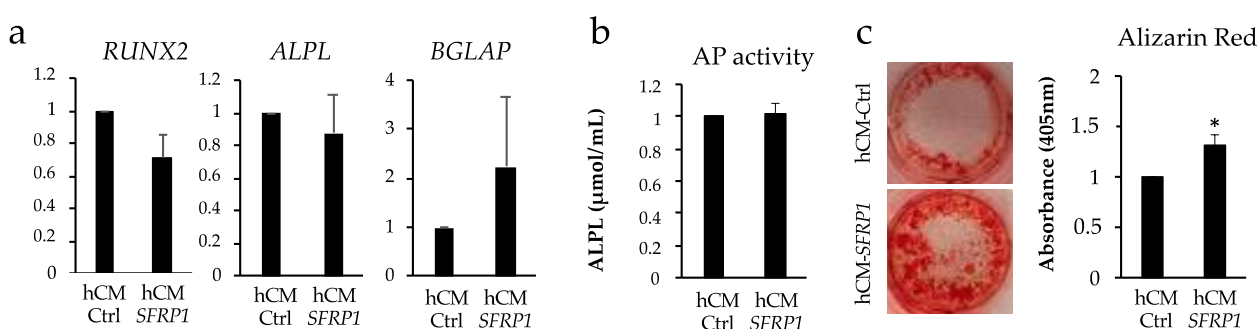 a
RUNX2
1.2
1
0.8
0.6
0.4
0.2
0
hCM hCM
Ctrl SFRP1
ALPL
1.2
1
0.8
0.6
0.4
0.2
0
hCM hCM
Ctrl SFRP1
BGLAP
4
3
2
1
0
hCM hCM
Ctrl SFRP1
b
AP activity
ALPL (µmol/mL)
1.2
1
0.8
0.6
0.4
0.2
0
hCM hCM
Ctrl SFRP1
c
hCM-Ctrl
hCM-SFRP1
Alizarin Red
Absorbance (405nm)
2
1.5
1
0.5
0
*
hCM hCM
Ctrl SFRP1